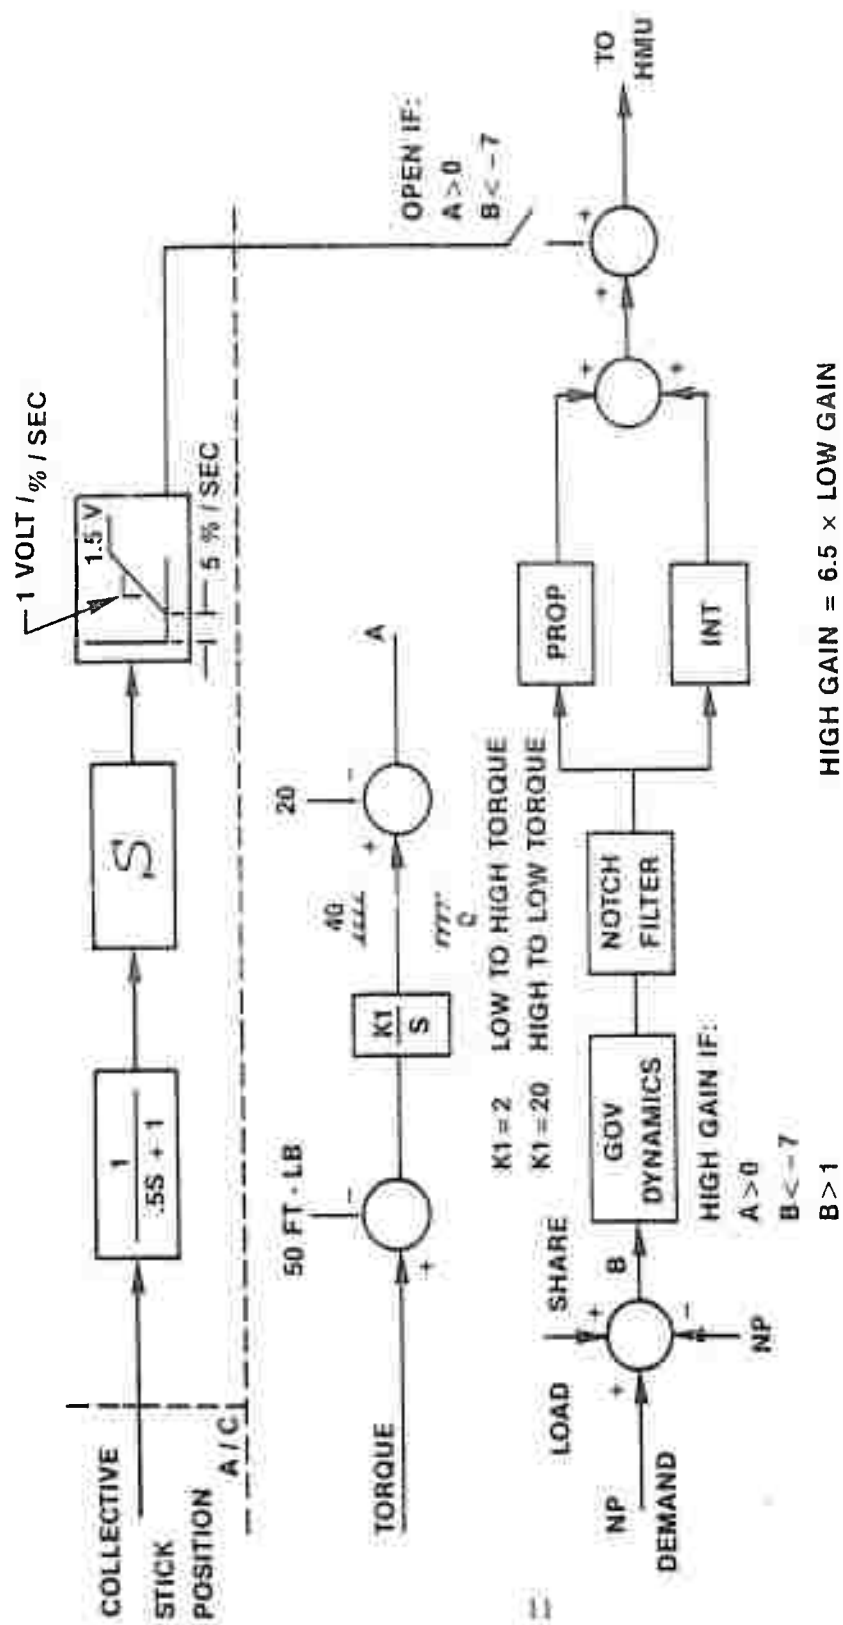 COLLECTIVE
STICK
POSITION
A/C
1
.5S + 1
S
1 VOLT / % / SEC
1.5 V
5 % / SEC
OPEN IF:
A > 0
B < -7
TORQUE
+
50 FT - LB
-
K1
S
40
0
+
20
-
A
K1 = 2 LOW TO HIGH TORQUE
K1 = 20 HIGH TO LOW TORQUE
NP
DEMAND
+
LOAD SHARE
+
-
NP
B
GOV
DYNAMICS
HIGH GAIN IF:
A > 0
B < -7
B > 1
NOTCH
FILTER
PROP
INT
+
+
+
+
TO
HMU
HIGH GAIN = 6.5 × LOW GAIN
11